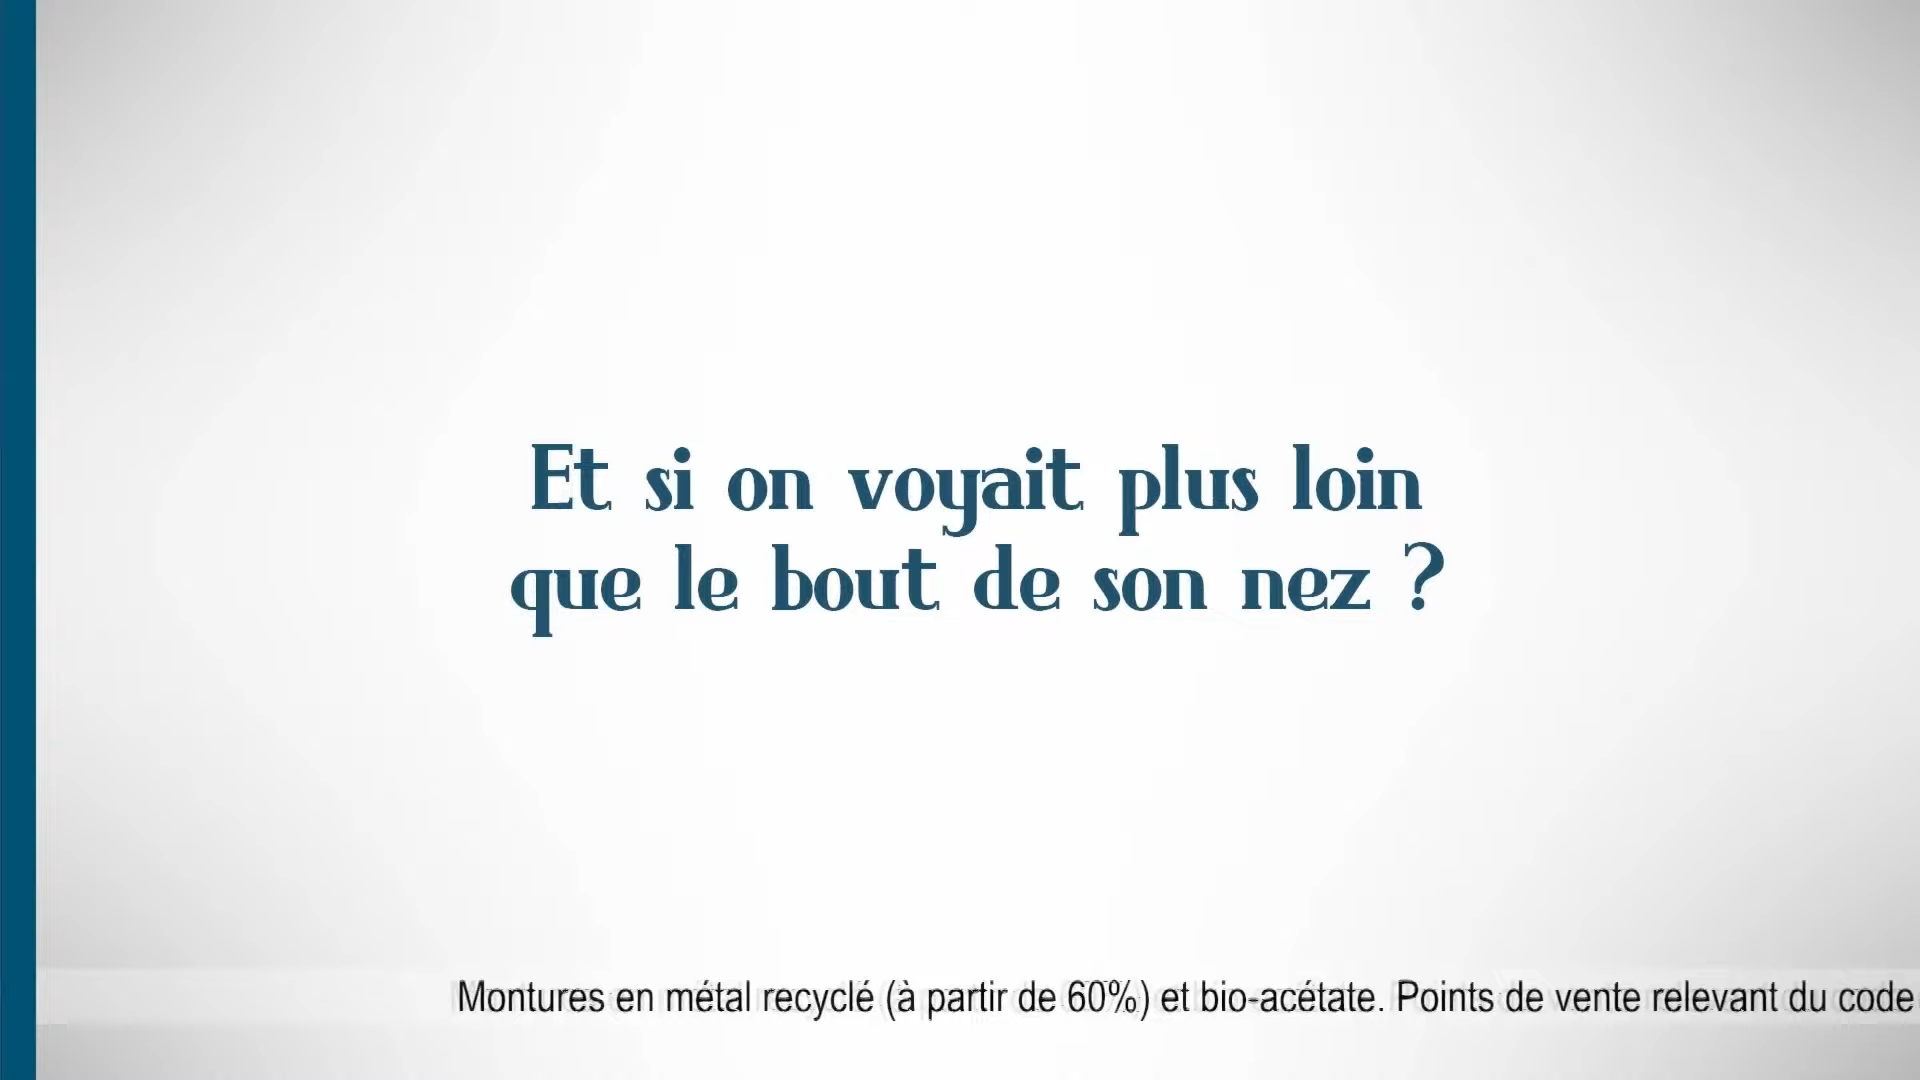 Et si on voyait plus loin
que le bout de son nez ?
Montures en métal recyclé (à partir de 60%) et bio-acétate. Points de vente relevant du code